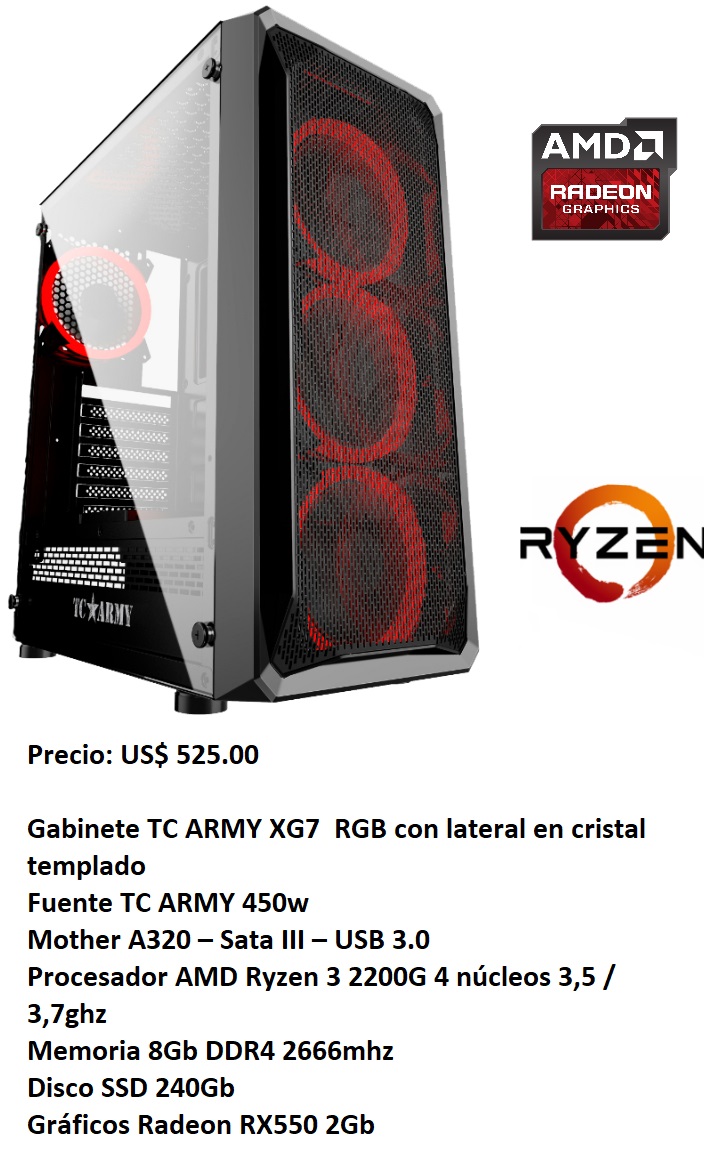 AMD
RADEON
GRAPHICS
RYZEN
TC ARMY
Precio: US$ 525.00
Gabinete TC ARMY XG7  RGB con lateral en cristal
templado
Fuente TC ARMY 450w
Mother A320 – Sata III – USB 3.0
Procesador AMD Ryzen 3 2200G 4 núcleos 3,5 /
3,7ghz
Memoria 8Gb DDR4 2666mhz
Disco SSD 240Gb
Gráficos Radeon RX550 2Gb